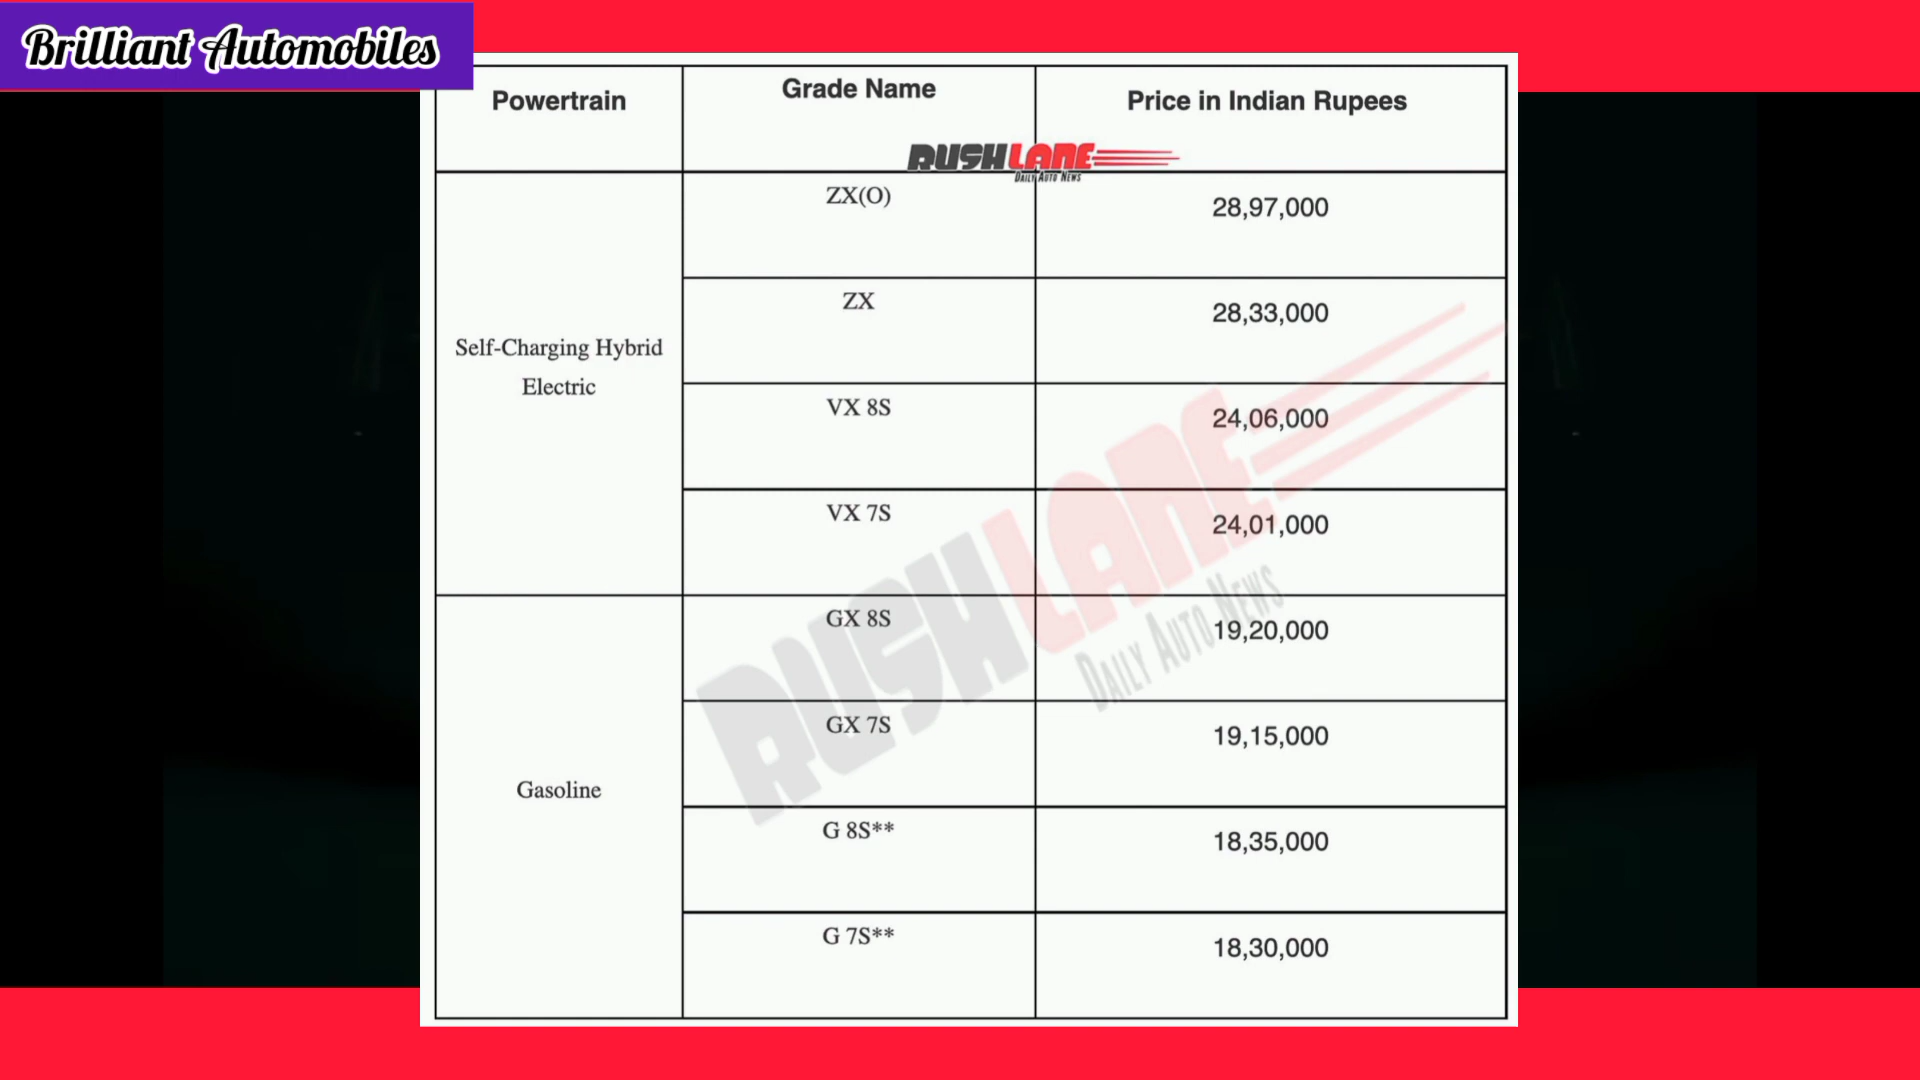 Brilliant Automobiles
Powertrain
Grade Name
Price in Indian Rupees
RUSHLANE
DAILY AUTO NEWS
Self-Charging Hybrid
Electric
ZX(O)
28,97,000
ZX
28,33,000
VX 8S
24,06,000
VX 7S
24,01,000
Gasoline
GX 8S
19,20,000
GX 7S
19,15,000
G 8S**
18,35,000
G 7S**
18,30,000
RUSHLANE
DAILY AUTO NEWS